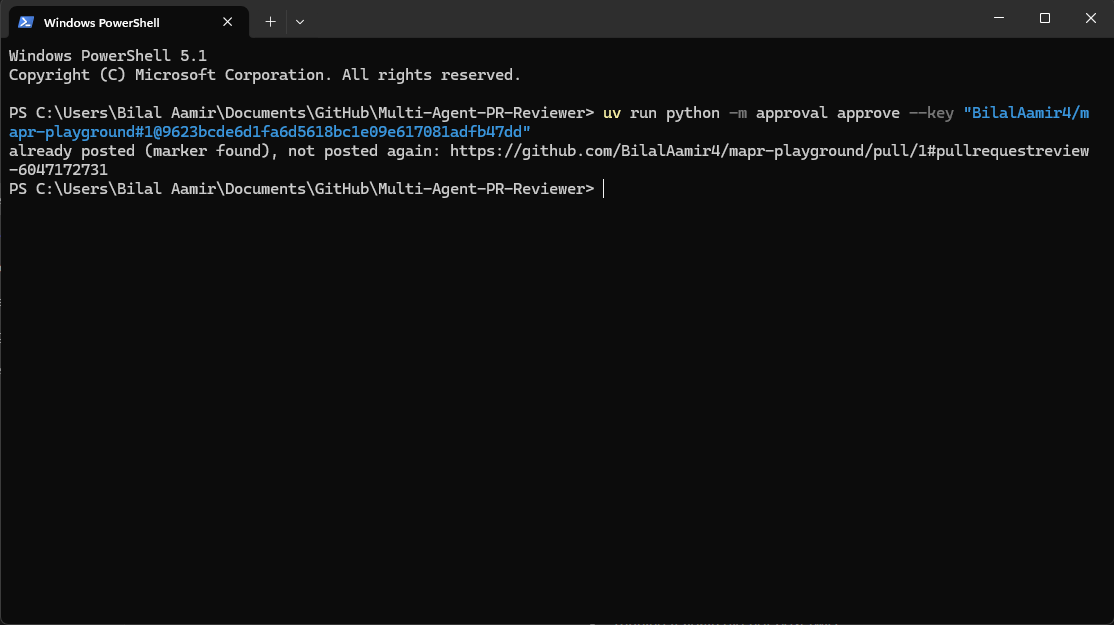 Windows PowerShell
Windows PowerShell 5.1
Copyright (C) Microsoft Corporation. All rights reserved.
PS C:\Users\Bilal Aamir\Documents\GitHub\Multi-Agent-PR-Reviewer> uv run python -m approval approve --key "BilalAamir4/m
apr-playground#1@9623bcde6d1fa6d5618bc1e09e617081adfb47dd"
already posted (marker found), not posted again: https://github.com/BilalAamir4/mapr-playground/pull/1#pullrequestreview
-6047172731
PS C:\Users\Bilal Aamir\Documents\GitHub\Multi-Agent-PR-Reviewer>